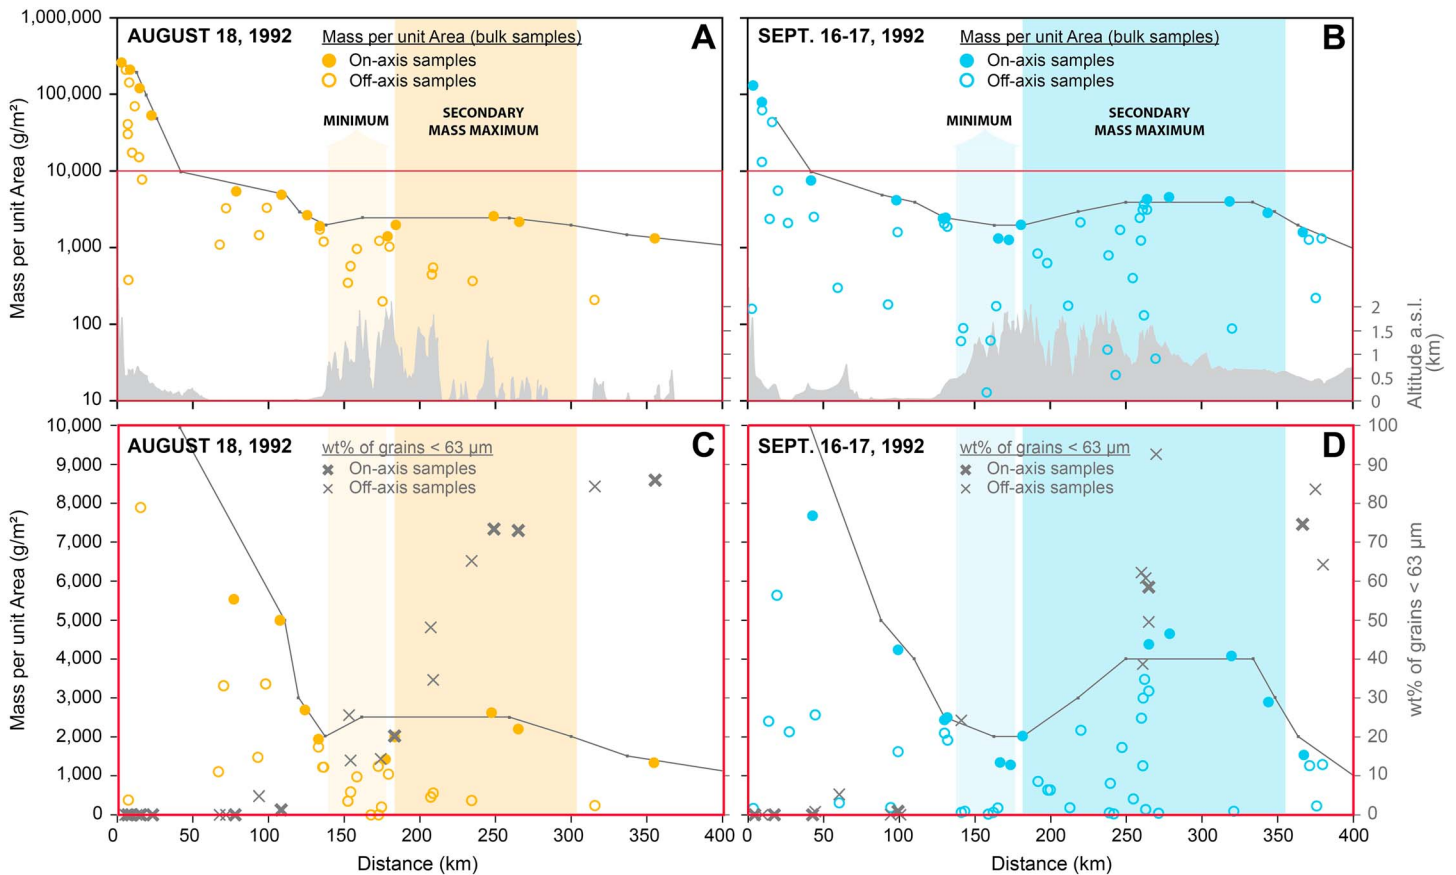 AUGUST 18, 1992
Mass per unit Area (bulk samples)
On-axis samples
Off-axis samples
A
MINIMUM
SECONDARY
MASS MAXIMUM
1,000,000
100,000
10,000
1,000
100
10
Mass per unit Area (g/m²)
SEPT. 16-17, 1992
Mass per unit Area (bulk samples)
On-axis samples
Off-axis samples
B
MINIMUM
SECONDARY
MASS MAXIMUM
2
1.5
1
0.5
0
Altitude a.s.l.
(km)
AUGUST 18, 1992
wt% of grains < 63 µm
On-axis samples
Off-axis samples
C
10,000
9,000
8,000
7,000
6,000
5,000
4,000
3,000
2,000
1,000
0
Mass per unit Area (g/m²)
0 50 100 150 200 250 300 350 400
Distance (km)
SEPT. 16-17, 1992
wt% of grains < 63 µm
On-axis samples
Off-axis samples
D
100
90
80
70
60
50
40
30
20
10
0
wt% of grains < 63 µm
0 50 100 150 200 250 300 350 400
Distance (km)